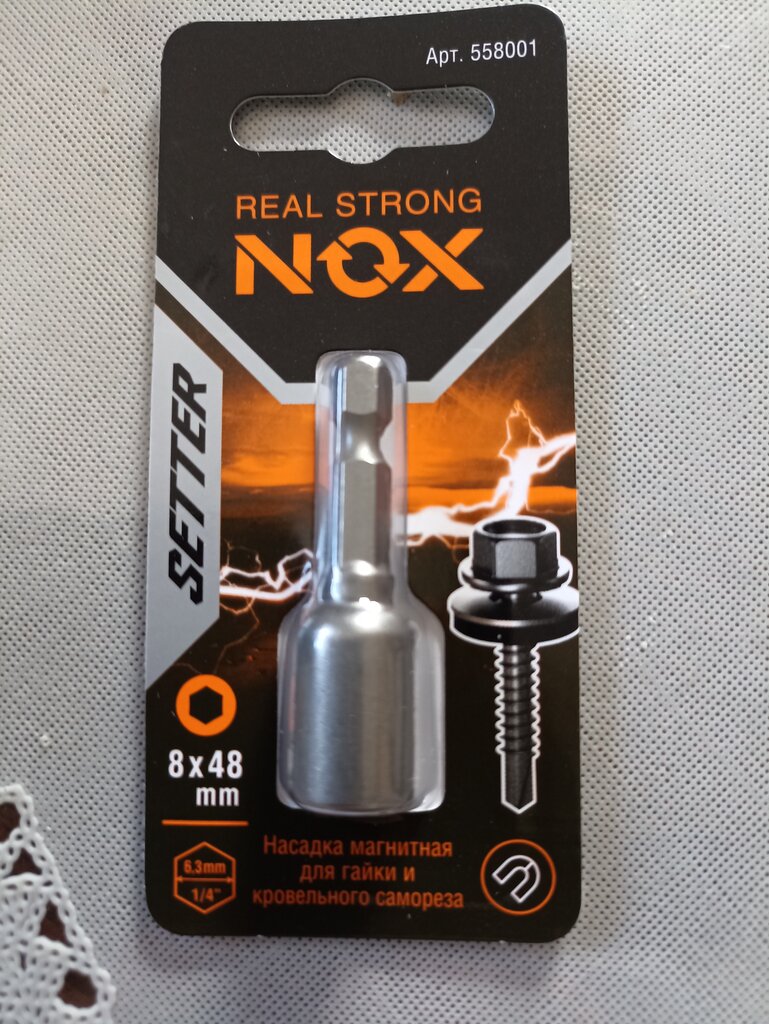 Арт. 558001
REAL STRONG
NOX
SETTER
8x48
mm
6.3mm
1/4"
Насадка магнитная
для гайки и
кровельного самореза